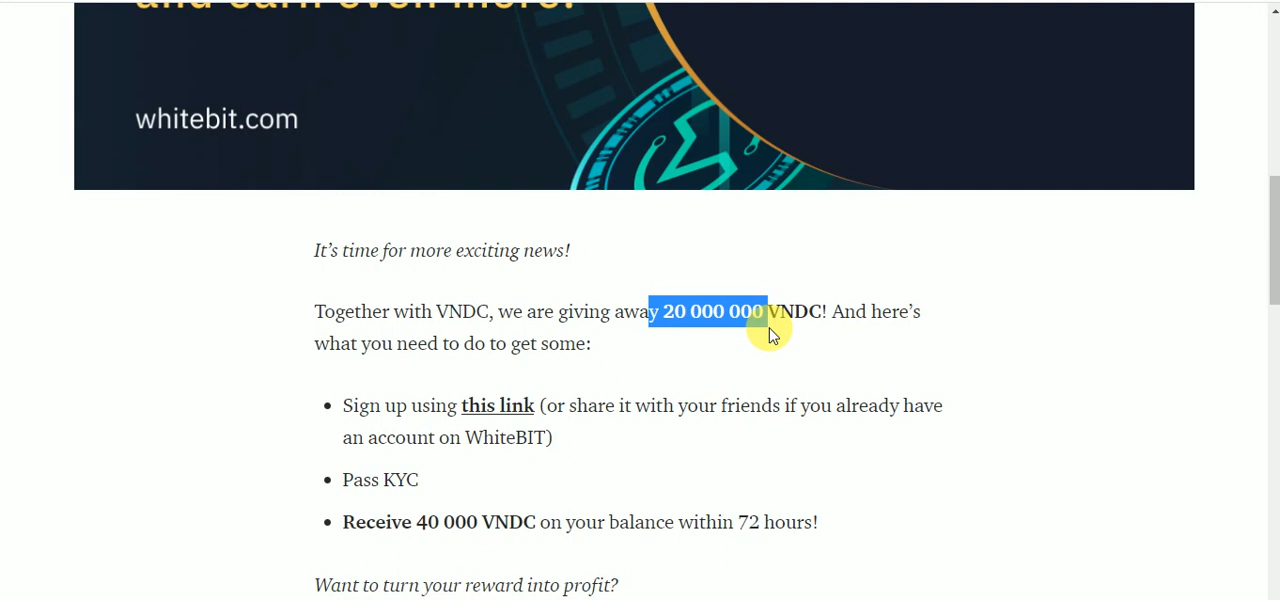 whitebit.com
It's time for more exciting news!
Together with VNDC, we are giving away 20 000 000 VNDC! And here's
what you need to do to get some:
• Sign up using this link (or share it with your friends if you already have
an account on WhiteBIT)
• Pass KYC
• Receive 40 000 VNDC on your balance within 72 hours!
Want to turn your reward into profit?